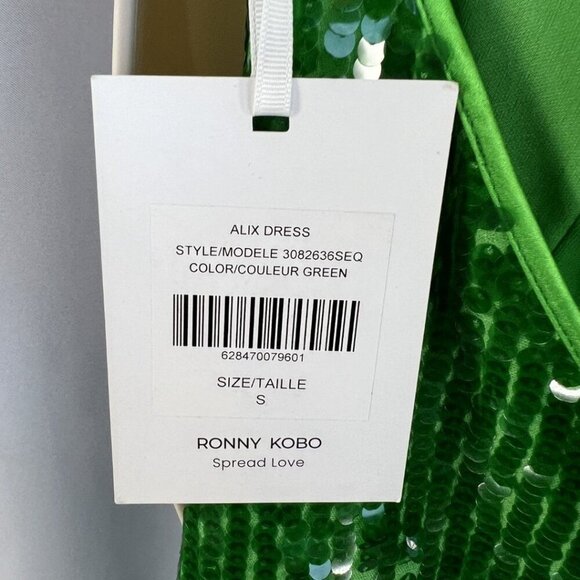 ALIX DRESS
STYLE/MODELE 3082636SEQ
COLOR/COULEUR GREEN
628470079601
SIZE/TAILLE
S
RONNY KOBO
Spread Love